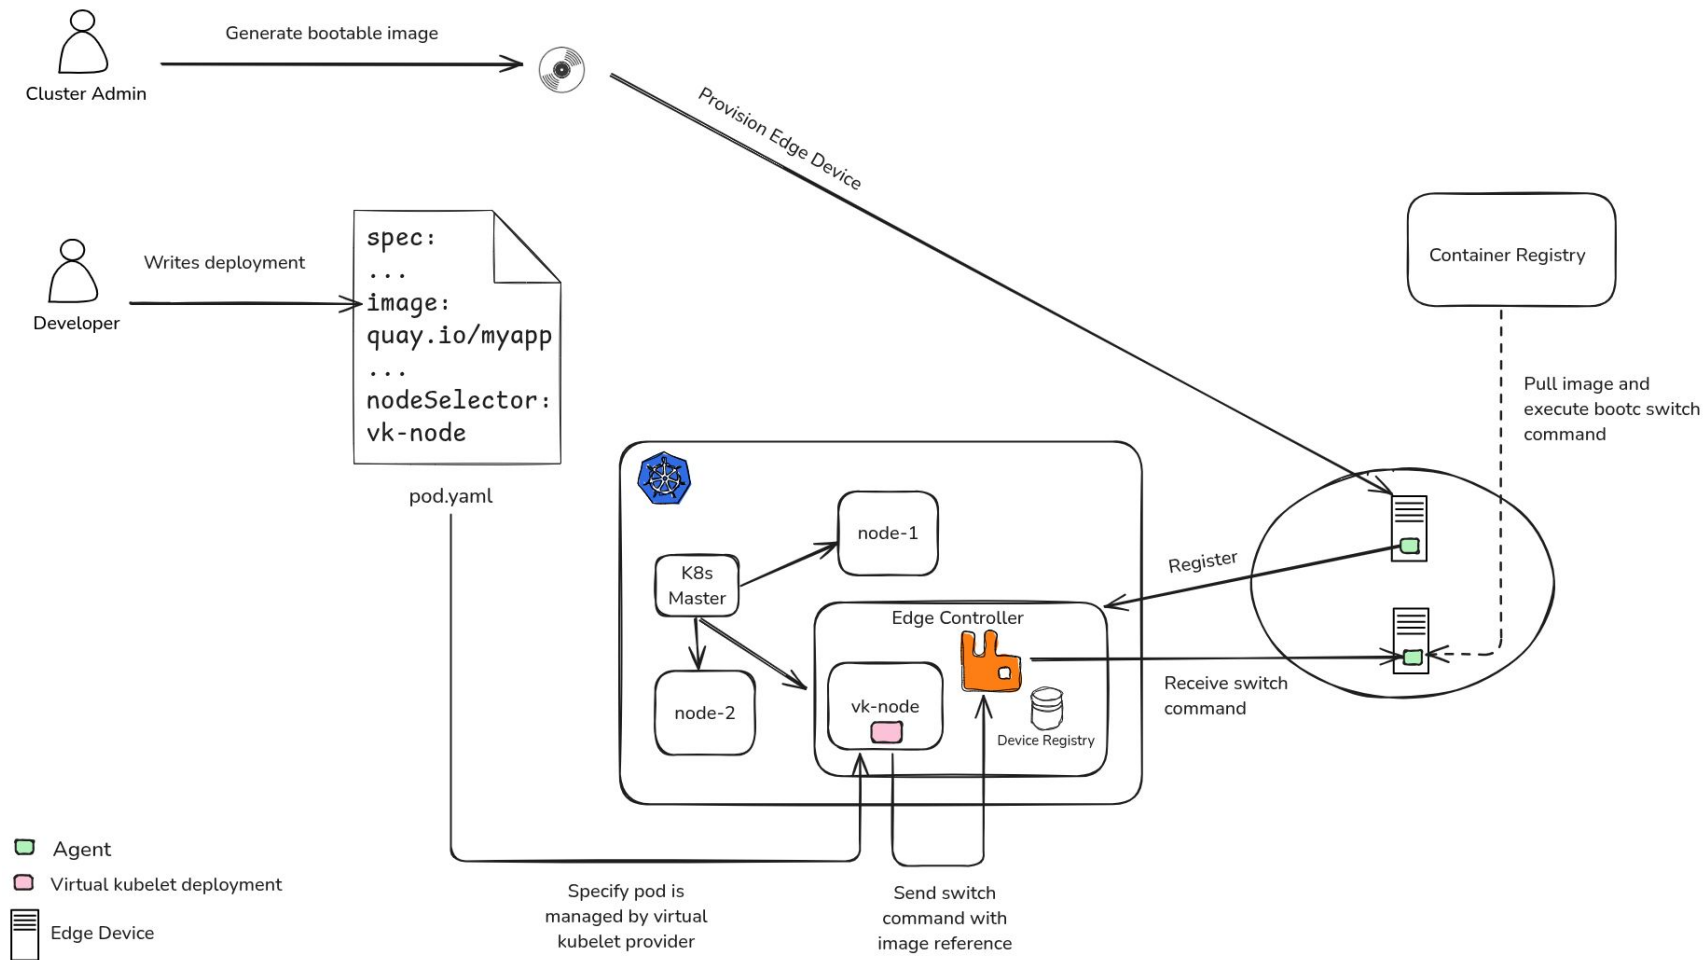 Generate bootable image
Cluster Admin
Provision Edge Device
Writes deployment
Developer
spec:
...
image:
quay.io/myapp
...
nodeSelector:
vk-node
pod.yaml
Container Registry
Pull image and
execute bootc switch
command
node-1
K8s
Master
Register
Edge Controller
node-2
vk-node
Device Registry
Receive switch
command
Agent
Virtual kubelet deployment
Edge Device
Specify pod is
managed by virtual
kubelet provider
Send switch
command with
image reference